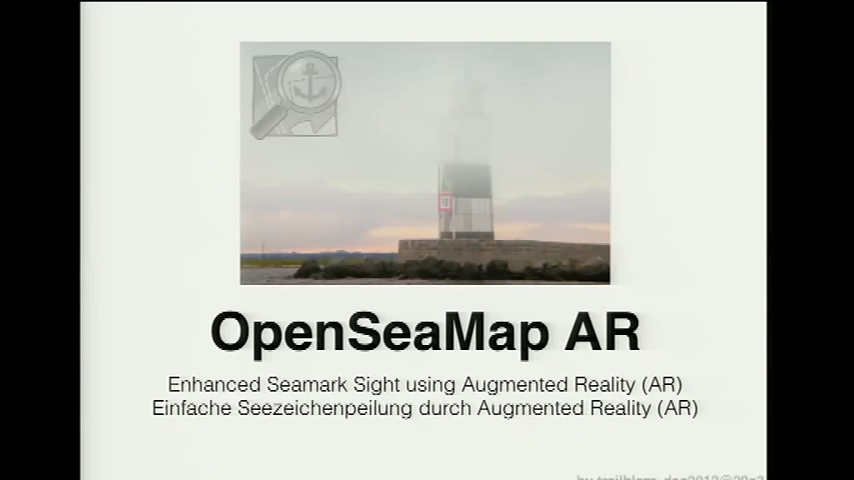 OpenSeaMap AR
Enhanced Seamark Sight using Augmented Reality (AR)
Einfache Seezeichenpeilung durch Augmented Reality (AR)